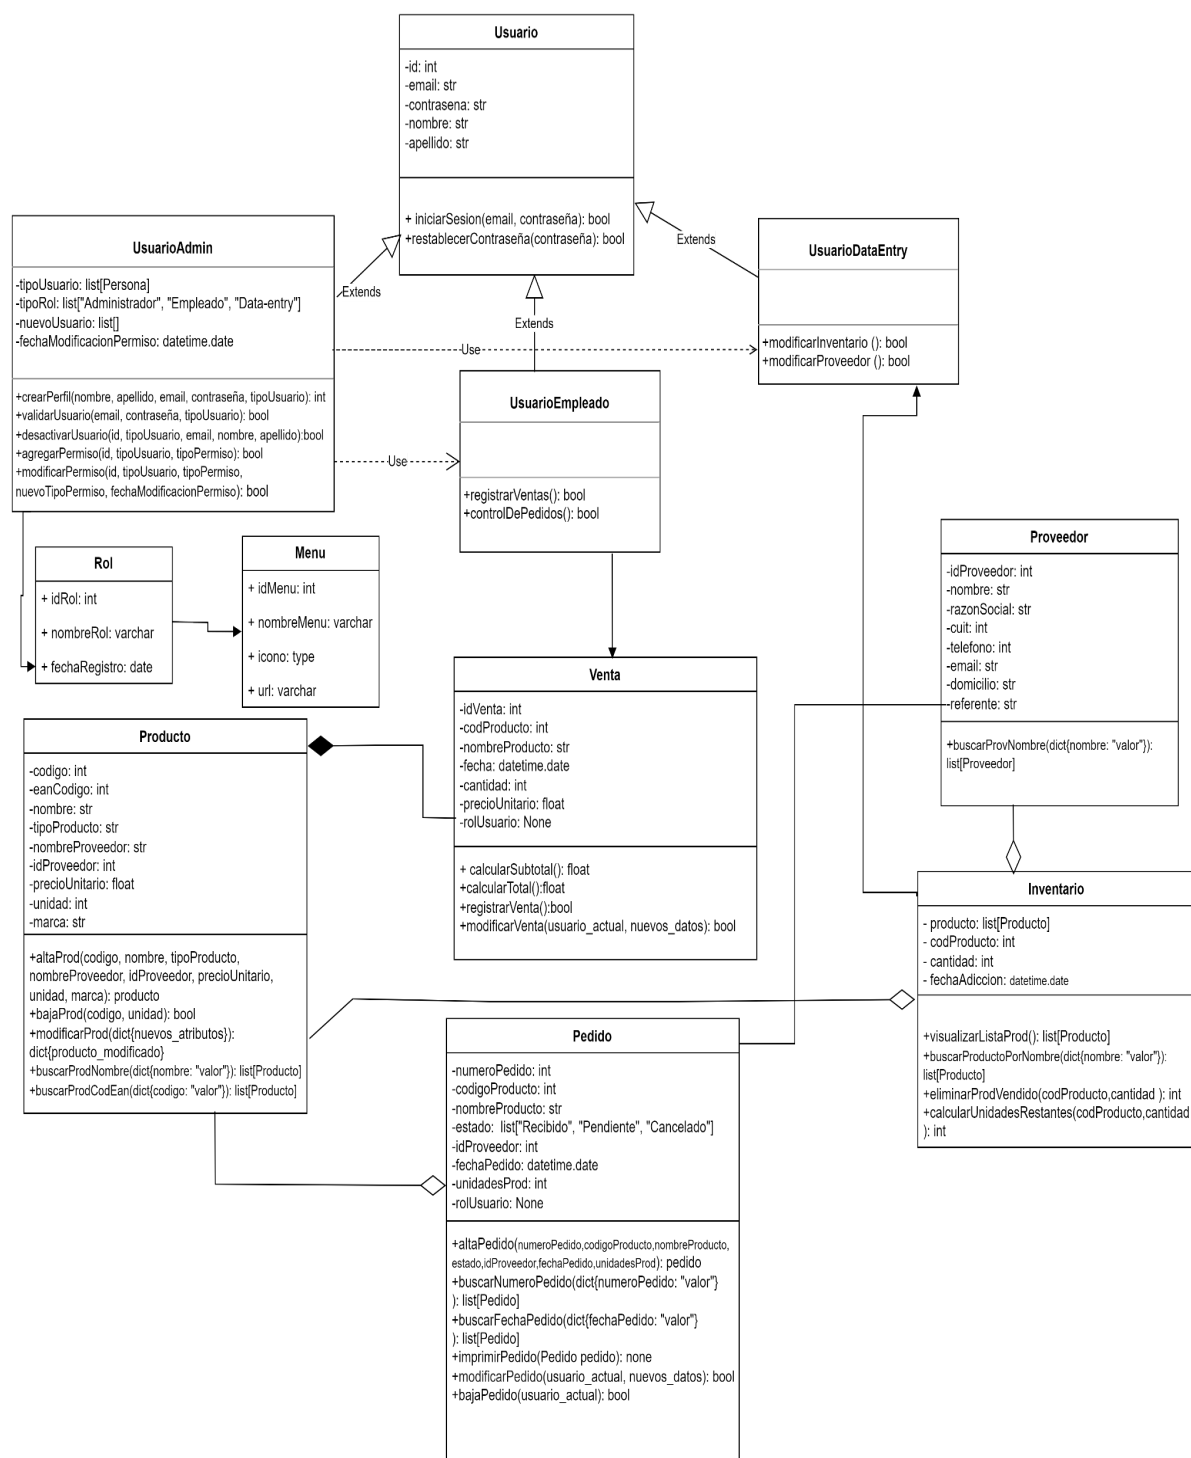 Usuario
-id: int
-email: str
-contrasena: str
-nombre: str
-apellido: str
+ iniciarSesion(email, contraseña): bool
+restablecerContraseña(contraseña): bool
UsuarioAdmin
-tipoUsuario: list[Persona]
-tipoRol: list["Administrador", "Empleado", "Data-entry"]
-nuevoUsuario: list[]
-fechaModificacionPermiso: datetime.date
+crearPerfil(nombre, apellido, email, contraseña, tipoUsuario): int
+validarUsuario(email, contraseña, tipoUsuario): bool
+desactivarUsuario(id, tipoUsuario, email, nombre, apellido):bool
+agregarPermiso(id, tipoUsuario, tipoPermiso): bool
+modificarPermiso(id, tipoUsuario, tipoPermiso,
nuevoTipoPermiso, fechaModificacionPermiso): bool
Extends
Extends
Extends
Use
Use
UsuarioDataEntry
+modificarInventario (): bool
+modificarProveedor (): bool
UsuarioEmpleado
+registrarVentas(): bool
+controlDePedidos(): bool
Rol
+ idRol: int
+ nombreRol: varchar
+ fechaRegistro: date
Menu
+ idMenu: int
+ nombreMenu: varchar
+ icono: type
+ url: varchar
Proveedor
-idProveedor: int
-nombre: str
-razonSocial: str
-cuit: int
-telefono: int
-email: str
-domicilio: str
-referente: str
+buscarProvNombre(dict{nombre: "valor"}):
list[Proveedor]
Venta
-idVenta: int
-codProducto: int
-nombreProducto: str
-fecha: datetime.date
-cantidad: int
-precioUnitario: float
-rolUsuario: None
+ calcularSubtotal(): float
+calcularTotal():float
+registrarVenta():bool
+modificarVenta(usuario_actual, nuevos_datos): bool
Producto
-codigo: int
-eanCodigo: int
-nombre: str
-tipoProducto: str
-nombreProveedor: str
-idProveedor: int
-precioUnitario: float
-unidad: int
-marca: str
+altaProd(codigo, nombre, tipoProducto,
nombreProveedor, idProveedor, precioUnitario,
unidad, marca): producto
+bajaProd(codigo, unidad): bool
+modificarProd(dict{nuevos_atributos}):
dict{producto_modificado}
+buscarProdNombre(dict{nombre: "valor"}): list[Producto]
+buscarProdCodEan(dict{codigo: "valor"}): list[Producto]
Inventario
- producto: list[Producto]
- codProducto: int
- cantidad: int
- fechaAdiccion: datetime.date
+visualizarListaProd(): list[Producto]
+buscarProductoPorNombre(dict{nombre: "valor"}):
list[Producto]
+eliminarProdVendido(codProducto,cantidad ): int
+calcularUnidadesRestantes(codProducto,cantidad
): int
Pedido
-numeroPedido: int
-codigoProducto: int
-nombreProducto: str
-estado:  list["Recibido", "Pendiente", "Cancelado"]
-idProveedor: int
-fechaPedido: datetime.date
-unidadesProd: int
-rolUsuario: None
+altaPedido(numeroPedido,codigoProducto,nombreProducto,
estado,idProveedor,fechaPedido,unidadesProd): pedido
+buscarNumeroPedido(dict{numeroPedido: "valor"}
): list[Pedido]
+buscarFechaPedido(dict{fechaPedido: "valor"}
): list[Pedido]
+imprimirPedido(Pedido pedido): none
+modificarPedido(usuario_actual, nuevos_datos): bool
+bajaPedido(usuario_actual): bool